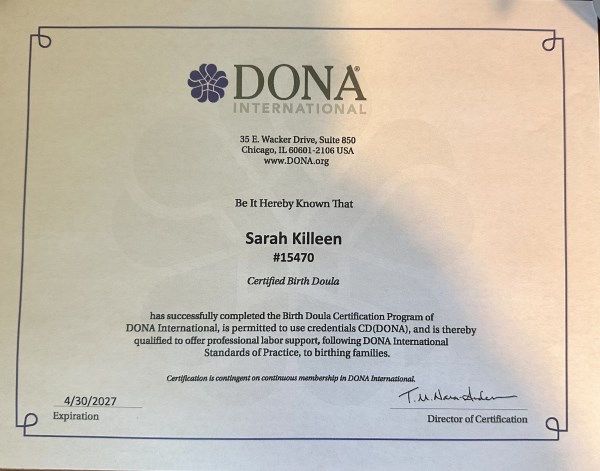 DONA®
INTERNATIONAL
35 E. Wacker Drive, Suite 850
Chicago, IL 60601-2106 USA
www.DONA.org
Be It Hereby Known That
Sarah Killeen
#15470
Certified Birth Doula
has successfully completed the Birth Doula Certification Program of
DONA International, is permitted to use credentials CD(DONA), and is thereby
qualified to offer professional labor support, following DONA International
Standards of Practice, to birthing families.
Certification is contingent on continuous membership in DONA International.
4/30/2027
Expiration
Director of Certification